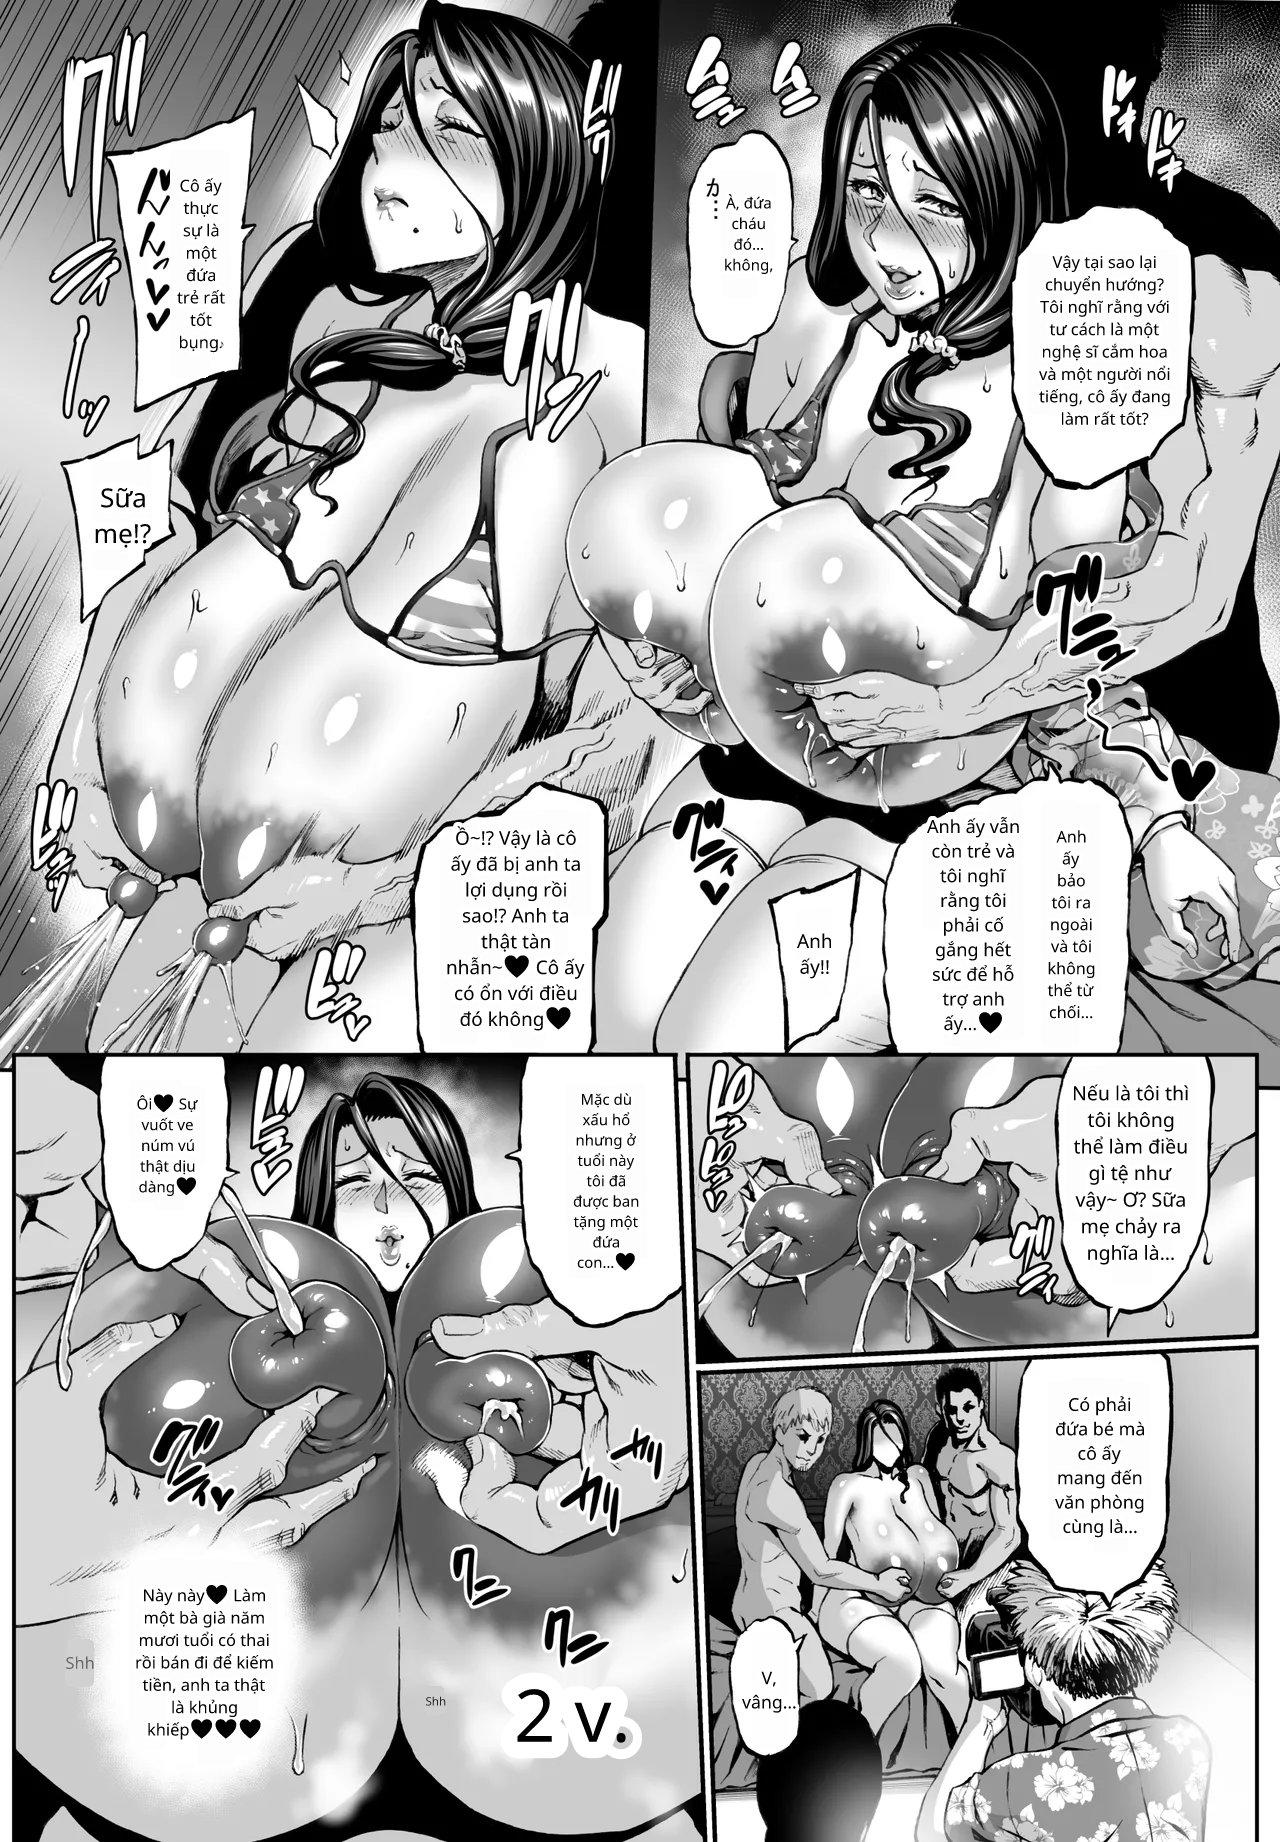 Vậy tại sao lại
chuyển hướng?
Tôi nghĩ rằng với
tư cách là một
nghệ sĩ cắm hoa
và một người nổi
tiếng, cô ấy đang
làm rất tốt?
カ…
À, đứa
cháu
đó...
không,
Anh
ấy
bảo
tôi ra
ngoài
và tôi
không
thể từ
chối...
Anh ấy vẫn
còn trẻ và
tôi nghĩ
rằng tôi
phải cố
gắng hết
sức để hỗ
trợ anh
ấy...♥
Anh
ấy!!
Cô ấy
thực
sự là
một
đứa
trẻ rất
tốt
bụng♪
Sữa
mẹ!?
Ồ~!? Vậy là cô
ấy đã bị anh ta
lợi dụng rồi
sao!? Anh ta
thật tàn
nhẫn~♥ Cô ấy
có ổn với điều
đó không♥
Nếu là tôi thì
tôi không
thể làm điều
gì tệ như
vậy~ Ơ? Sữa
mẹ chảy ra
nghĩa là...
Có phải
đứa bé mà
cô ấy
mang đến
văn phòng
cùng là...
V,
vâng...
Mặc dù
xấu hổ
nhưng ở
tuổi này
tôi đã
được ban
tặng một
đứa
con...♥
Ôi♥ Sự
vuốt ve
núm vú
thật dịu
dàng♥
Này này♥ Làm
một bà già năm
mươi tuổi có thai
rồi bán đi để kiếm
tiền, anh ta thật
là khủng
khiếp♥♥♥
Shh
Shh
2 v.